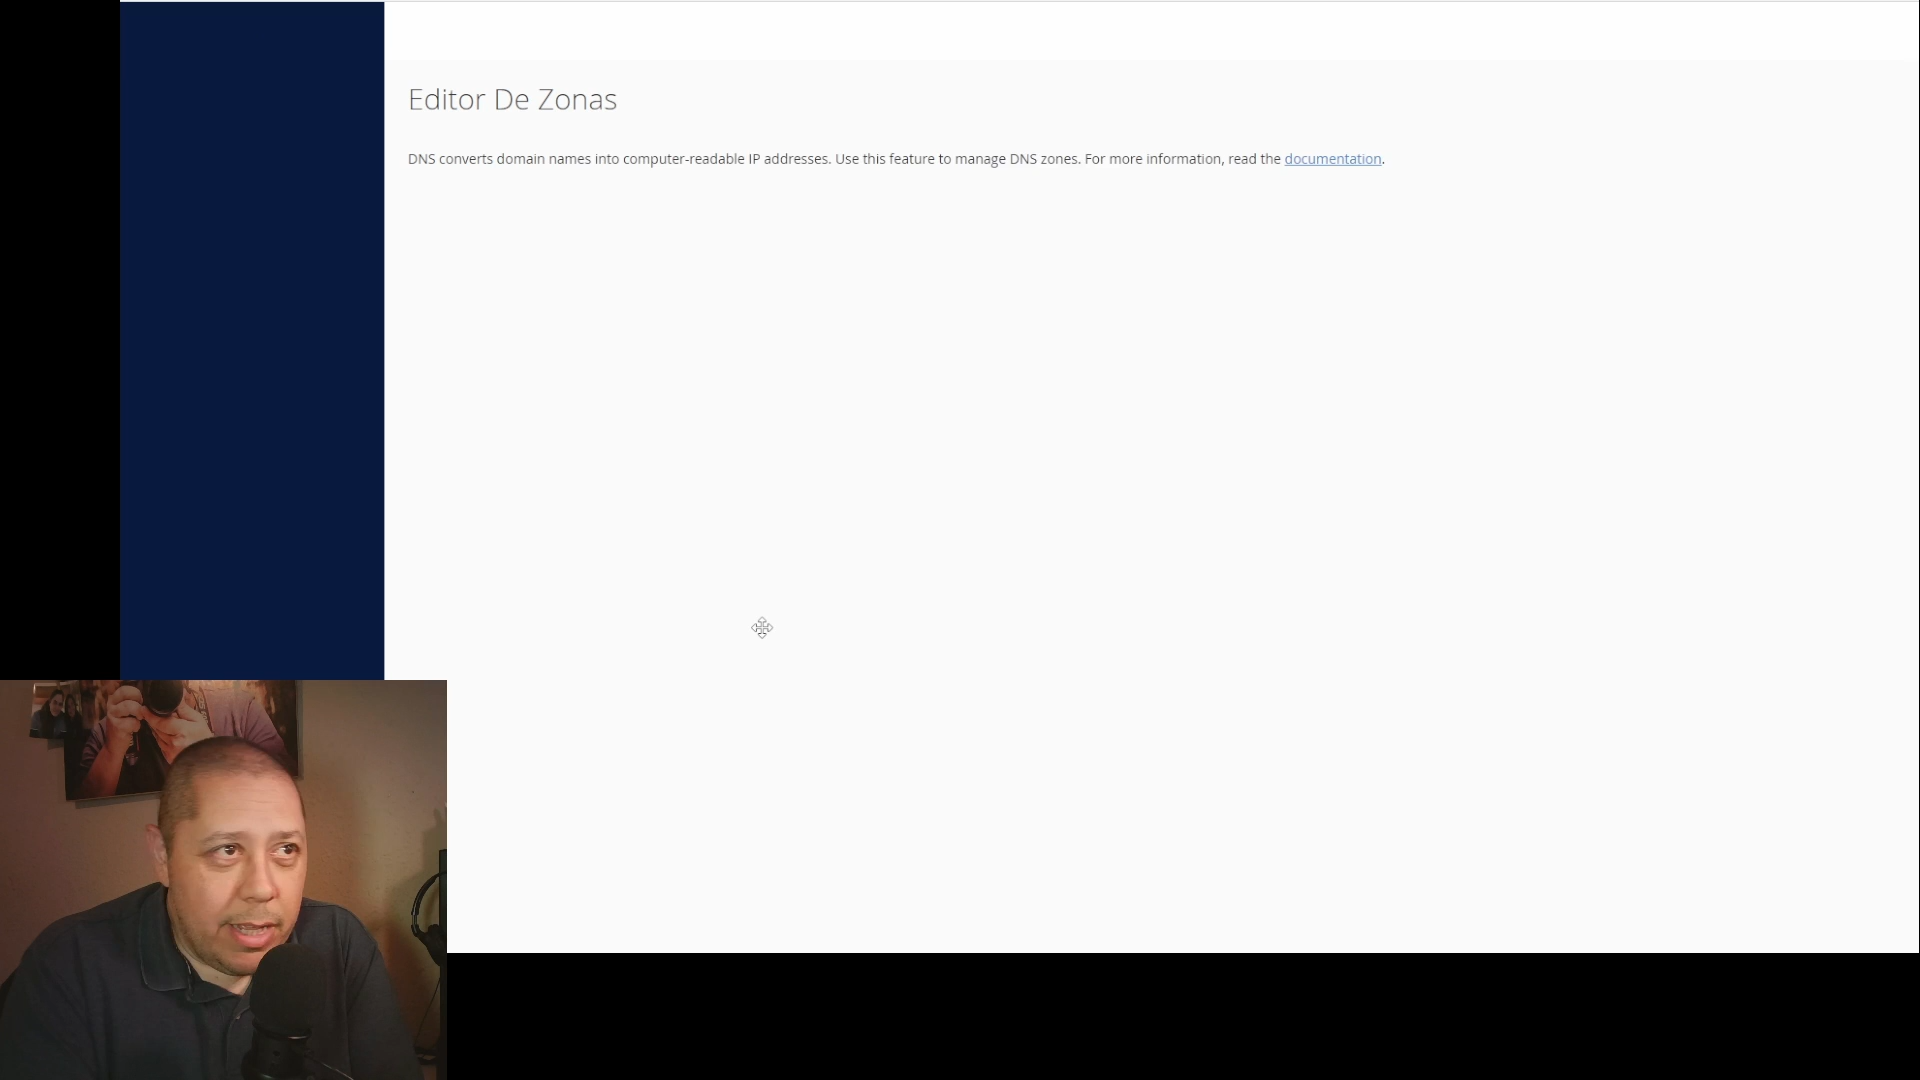 Editor De Zonas
DNS converts domain names into computer-readable IP addresses. Use this feature to manage DNS zones. For more information, read the documentation.